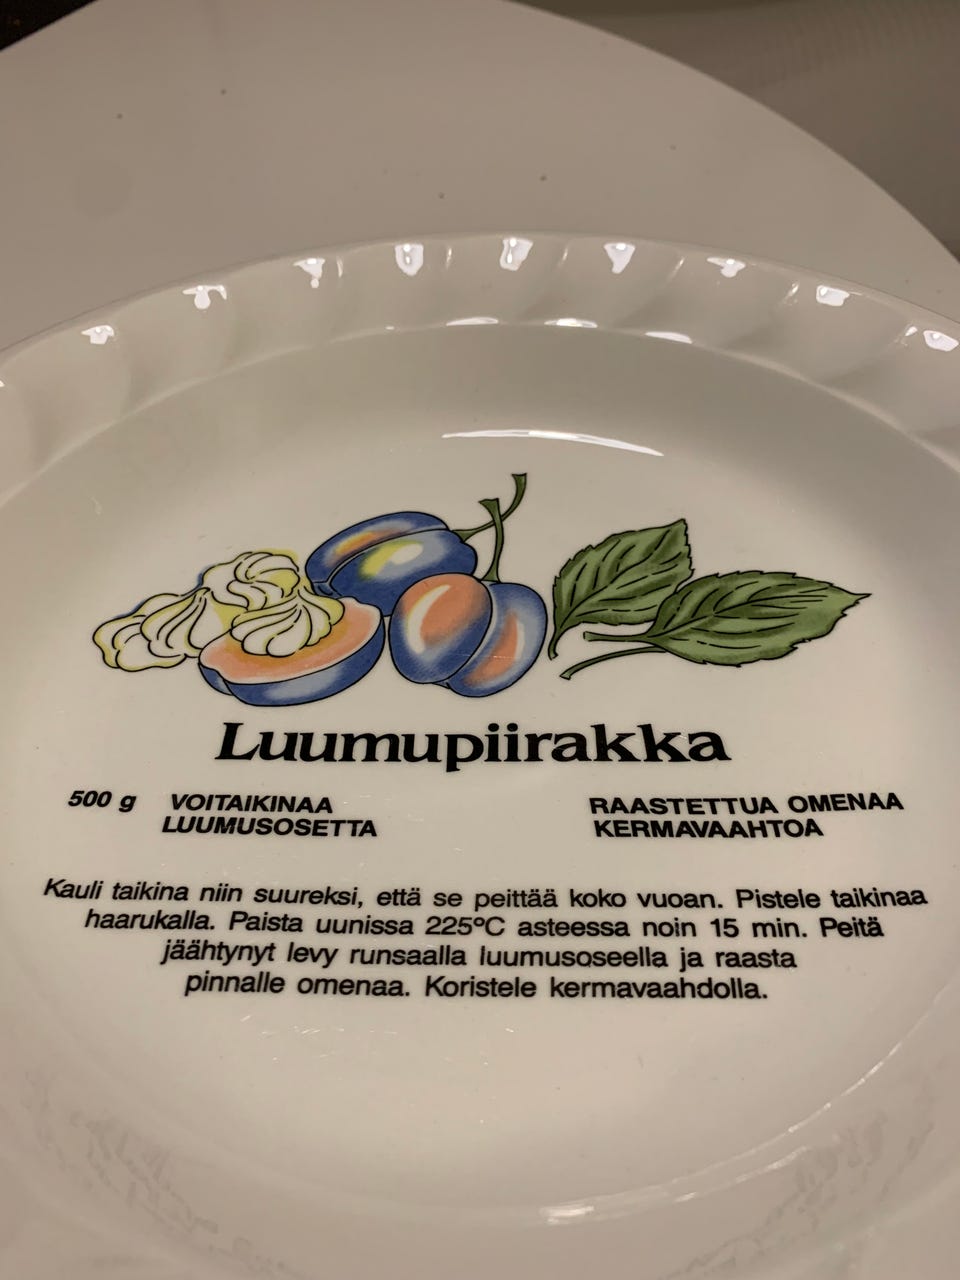 Luumupiirakka
500 g VOITAIKINAA RAASTETTUA OMENAA
LUUMUSOSETTA KERMAVAAHTOA
Kauli taikina niin suureksi, että se peittää koko vuoan. Pistele taikinaa
haarukalla. Paista uunissa 225°C asteessa noin 15 min. Peitä
jäähtynyt levy runsaalla luumusoseella ja raasta
pinnalle omenaa. Koristele kermavaahdolla.